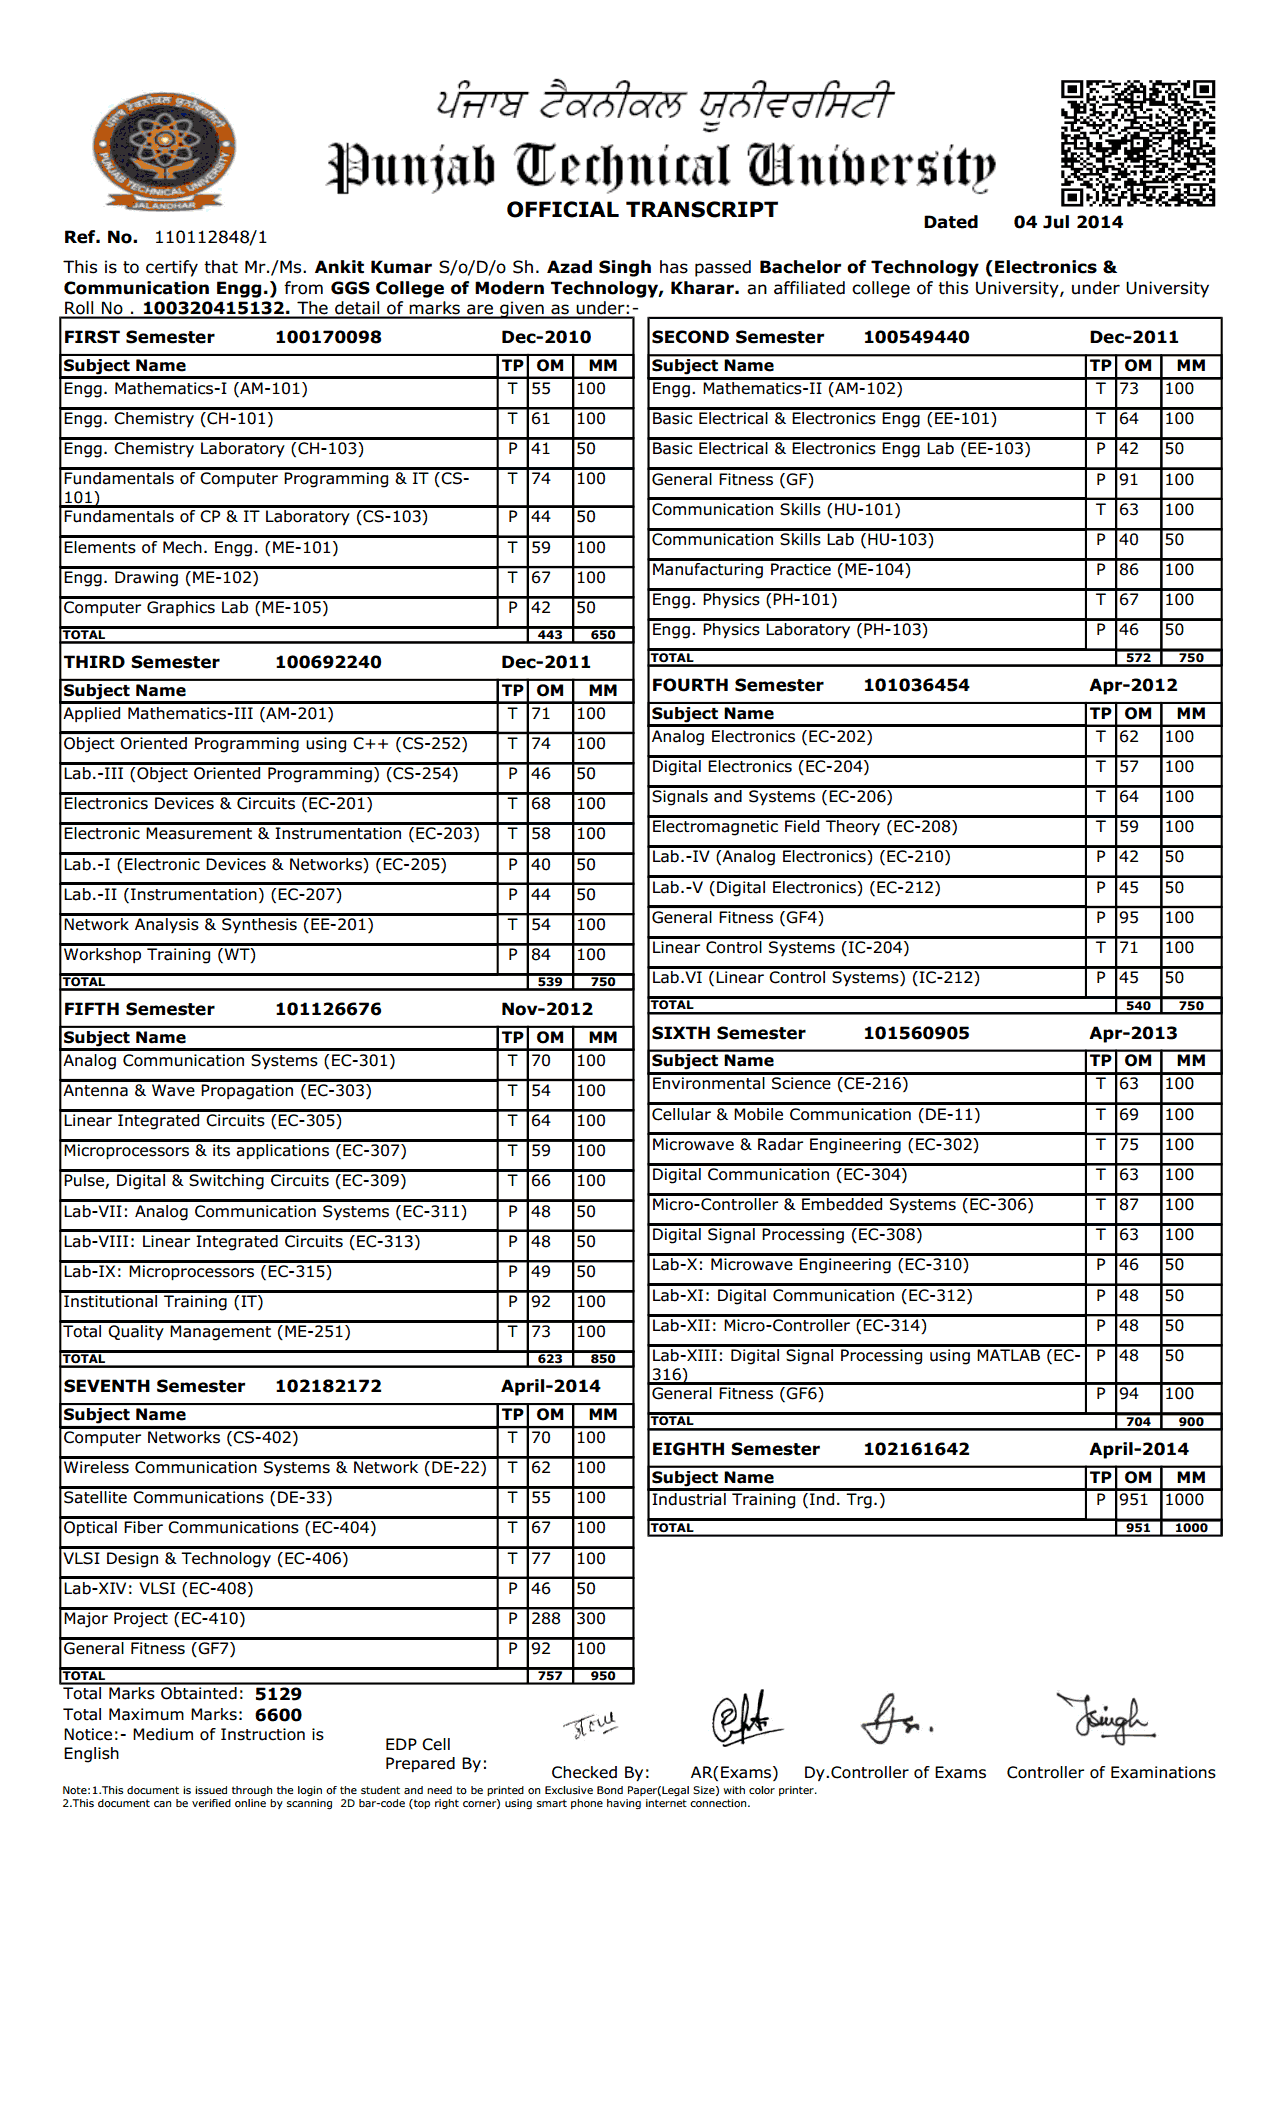 ਪੰਜਾਬ ਟੈਕਨੀਕਲ ਯੂਨੀਵਰਸਿਟੀ
Punjab Technical University
OFFICIAL TRANSCRIPT
PUNJAB TECHNICAL UNIVERSITY
JALANDHAR
Dated 04 Jul 2014
Ref. No. 110112848/1
This is to certify that Mr./Ms. Ankit Kumar S/o/D/o Sh. Azad Singh has passed Bachelor of Technology (Electronics &
Communication Engg.) from GGS College of Modern Technology, Kharar. an affiliated college of this University, under University
Roll No . 100320415132. The detail of marks are given as under:-
FIRST Semester 100170098 Dec-2010
Subject Name TP OM MM
Engg. Mathematics-I (AM-101) T 55 100
Engg. Chemistry (CH-101) T 61 100
Engg. Chemistry Laboratory (CH-103) P 41 50
Fundamentals of Computer Programming & IT (CS- T 74 100
101)
Fundamentals of CP & IT Laboratory (CS-103) P 44 50
Elements of Mech. Engg. (ME-101) T 59 100
Engg. Drawing (ME-102) T 67 100
Computer Graphics Lab (ME-105) P 42 50
TOTAL 443 650
THIRD Semester 100692240 Dec-2011
Subject Name TP OM MM
Applied Mathematics-III (AM-201) T 71 100
Object Oriented Programming using C++ (CS-252) T 74 100
Lab.-III (Object Oriented Programming) (CS-254) P 46 50
Electronics Devices & Circuits (EC-201) T 68 100
Electronic Measurement & Instrumentation (EC-203) T 58 100
Lab.-I (Electronic Devices & Networks) (EC-205) P 40 50
Lab.-II (Instrumentation) (EC-207) P 44 50
Network Analysis & Synthesis (EE-201) T 54 100
Workshop Training (WT) P 84 100
TOTAL 539 750
FIFTH Semester 101126676 Nov-2012
Subject Name TP OM MM
Analog Communication Systems (EC-301) T 70 100
Antenna & Wave Propagation (EC-303) T 54 100
Linear Integrated Circuits (EC-305) T 64 100
Microprocessors & its applications (EC-307) T 59 100
Pulse, Digital & Switching Circuits (EC-309) T 66 100
Lab-VII: Analog Communication Systems (EC-311) P 48 50
Lab-VIII: Linear Integrated Circuits (EC-313) P 48 50
Lab-IX: Microprocessors (EC-315) P 49 50
Institutional Training (IT) P 92 100
Total Quality Management (ME-251) T 73 100
TOTAL 623 850
SEVENTH Semester 102182172 April-2014
Subject Name TP OM MM
Computer Networks (CS-402) T 70 100
Wireless Communication Systems & Network (DE-22) T 62 100
Satellite Communications (DE-33) T 55 100
Optical Fiber Communications (EC-404) T 67 100
VLSI Design & Technology (EC-406) T 77 100
Lab-XIV: VLSI (EC-408) P 46 50
Major Project (EC-410) P 288 300
General Fitness (GF7) P 92 100
TOTAL 757 950
SECOND Semester 100549440 Dec-2011
Subject Name TP OM MM
Engg. Mathematics-II (AM-102) T 73 100
Basic Electrical & Electronics Engg (EE-101) T 64 100
Basic Electrical & Electronics Engg Lab (EE-103) P 42 50
General Fitness (GF) P 91 100
Communication Skills (HU-101) T 63 100
Communication Skills Lab (HU-103) P 40 50
Manufacturing Practice (ME-104) P 86 100
Engg. Physics (PH-101) T 67 100
Engg. Physics Laboratory (PH-103) P 46 50
TOTAL 572 750
FOURTH Semester 101036454 Apr-2012
Subject Name TP OM MM
Analog Electronics (EC-202) T 62 100
Digital Electronics (EC-204) T 57 100
Signals and Systems (EC-206) T 64 100
Electromagnetic Field Theory (EC-208) T 59 100
Lab.-IV (Analog Electronics) (EC-210) P 42 50
Lab.-V (Digital Electronics) (EC-212) P 45 50
General Fitness (GF4) P 95 100
Linear Control Systems (IC-204) T 71 100
Lab.VI (Linear Control Systems) (IC-212) P 45 50
TOTAL 540 750
SIXTH Semester 101560905 Apr-2013
Subject Name TP OM MM
Environmental Science (CE-216) T 63 100
Cellular & Mobile Communication (DE-11) T 69 100
Microwave & Radar Engineering (EC-302) T 75 100
Digital Communication (EC-304) T 63 100
Micro-Controller & Embedded Systems (EC-306) T 87 100
Digital Signal Processing (EC-308) T 63 100
Lab-X: Microwave Engineering (EC-310) P 46 50
Lab-XI: Digital Communication (EC-312) P 48 50
Lab-XII: Micro-Controller (EC-314) P 48 50
Lab-XIII: Digital Signal Processing using MATLAB (EC- P 48 50
316)
General Fitness (GF6) P 94 100
TOTAL 704 900
EIGHTH Semester 102161642 April-2014
Subject Name TP OM MM
Industrial Training (Ind. Trg.) P 951 1000
TOTAL 951 1000
Total Marks Obtainted: 5129
Total Maximum Marks: 6600
Notice:- Medium of Instruction is
English
EDP Cell
Prepared By:
Checked By: AR(Exams) Dy.Controller of Exams Controller of Examinations
Note:1.This document is issued through the login of the student and need to be printed on Exclusive Bond Paper(Legal Size) with color printer.
2.This document can be verified online by scanning 2D bar-code (top right corner) using smart phone having internet connection.